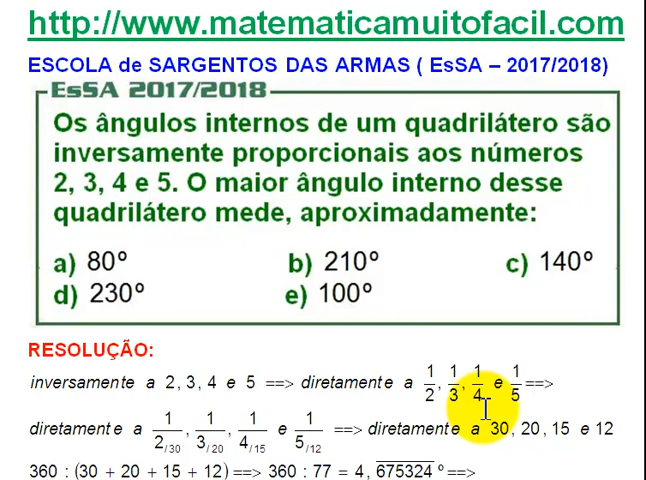 http://www.matematicamuitofacil.com
ESCOLA de SARGENTOS DAS ARMAS ( EsSA – 2017/2018)
EsSA 2017/2018
Os ângulos internos de um quadrilátero são
inversamente proporcionais aos números
2, 3, 4 e 5. O maior ângulo interno desse
quadrilátero mede, aproximadamente:
a) 80º b) 210º c) 140º
d) 230º e) 100º
RESOLUÇÃO:
inversamente a 2, 3, 4 e 5 ==> diretamente a 1/2, 1/3, 1/4 e 1/5 ==>
diretamente a 1/2/30, 1/3/20, 1/4/15 e 1/5/12 ==> diretamente a 30, 20, 15 e 12
360 : (30 + 20 + 15 + 12) ==> 360 : 77 = 4, 675324 º ==>